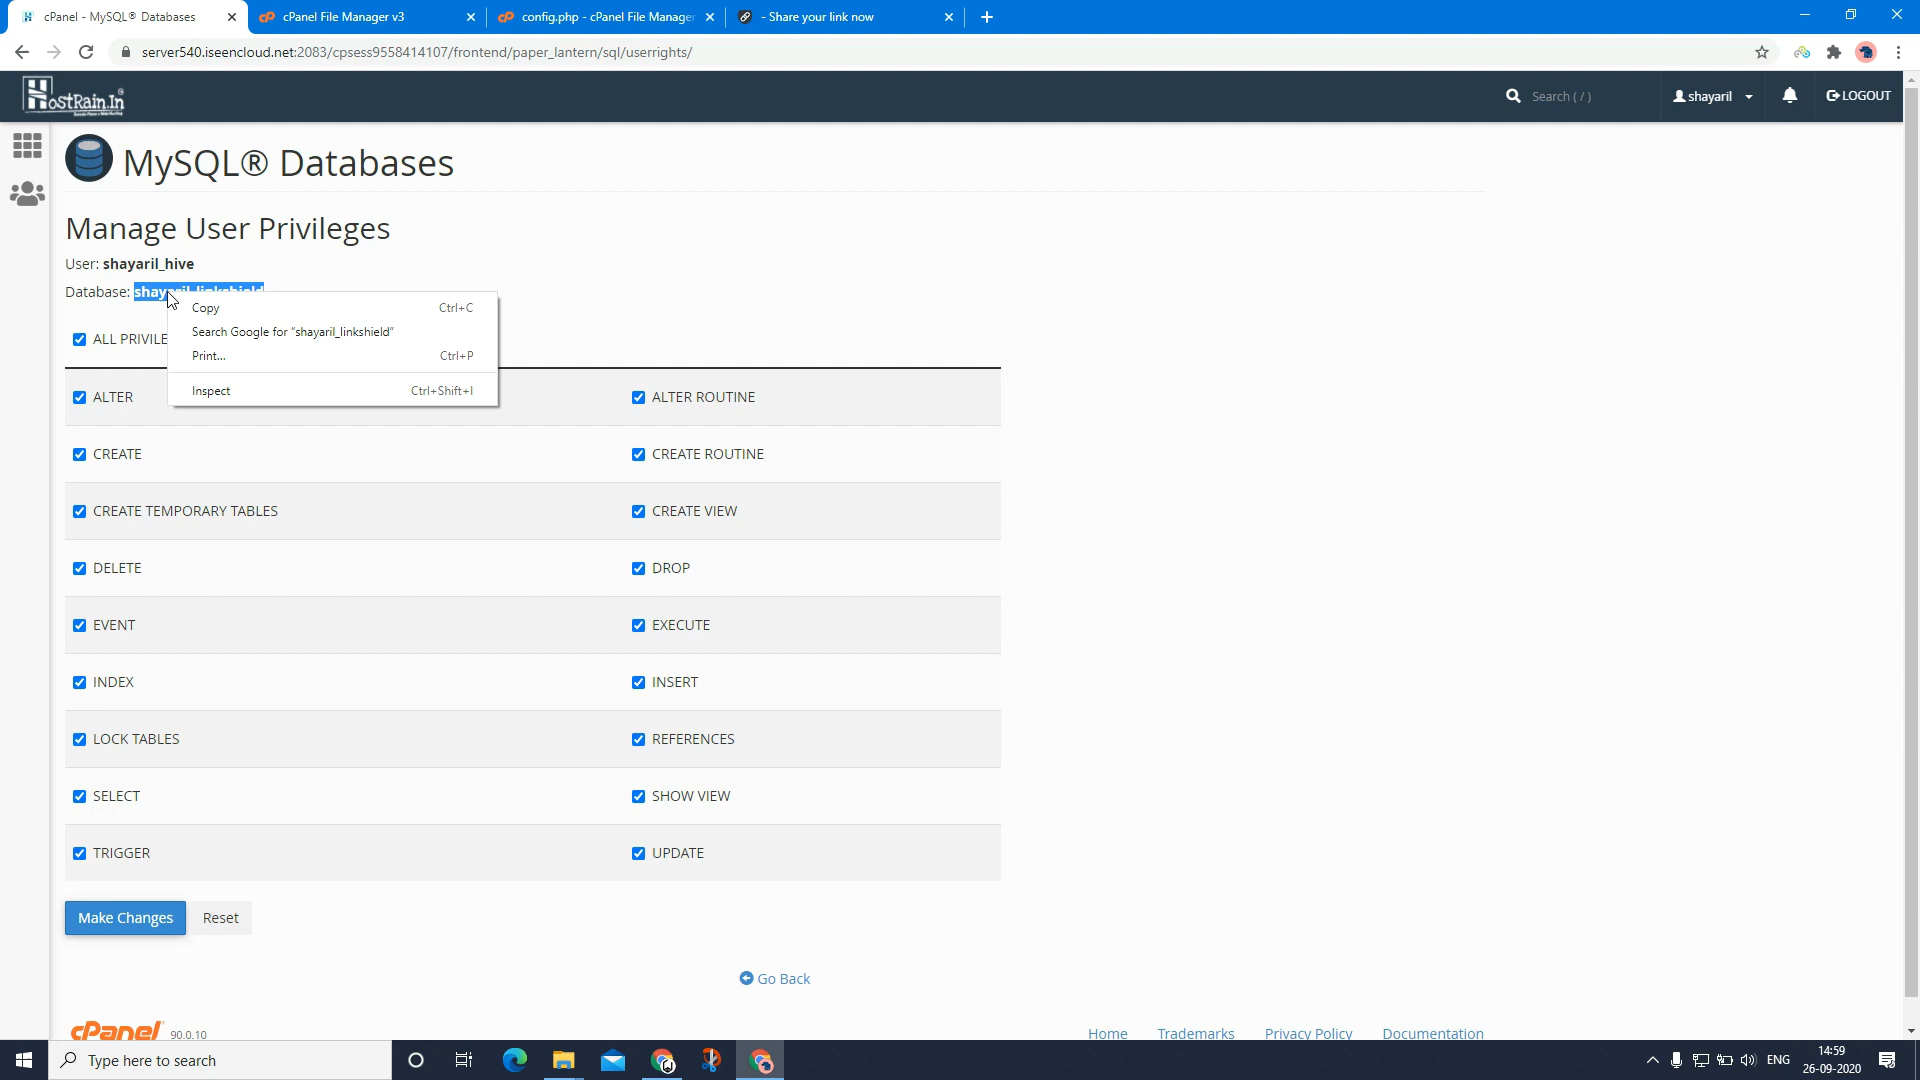 cPanel - MySQL® Databases
cPanel File Manager v3
config.php - cPanel File Manager
- Share your link now
server540.iseencloud.net:2083/cpsess9558414107/frontend/paper_lantern/sql/userrights/
HostRain.In
Search ( / )
shayaril
LOGOUT
MySQL® Databases
Manage User Privileges
User: shayaril_hive
Database: shayaril_linkshield
Copy Ctrl+C
Search Google for "shayaril_linkshield"
Print... Ctrl+P
Inspect Ctrl+Shift+I
ALL PRIVILE
ALTER ALTER ROUTINE
CREATE CREATE ROUTINE
CREATE TEMPORARY TABLES CREATE VIEW
DELETE DROP
EVENT EXECUTE
INDEX INSERT
LOCK TABLES REFERENCES
SELECT SHOW VIEW
TRIGGER UPDATE
Make Changes Reset
Go Back
cPanel 90.0.10
Home Trademarks Privacy Policy Documentation
Type here to search
ENG
14:59
26-09-2020